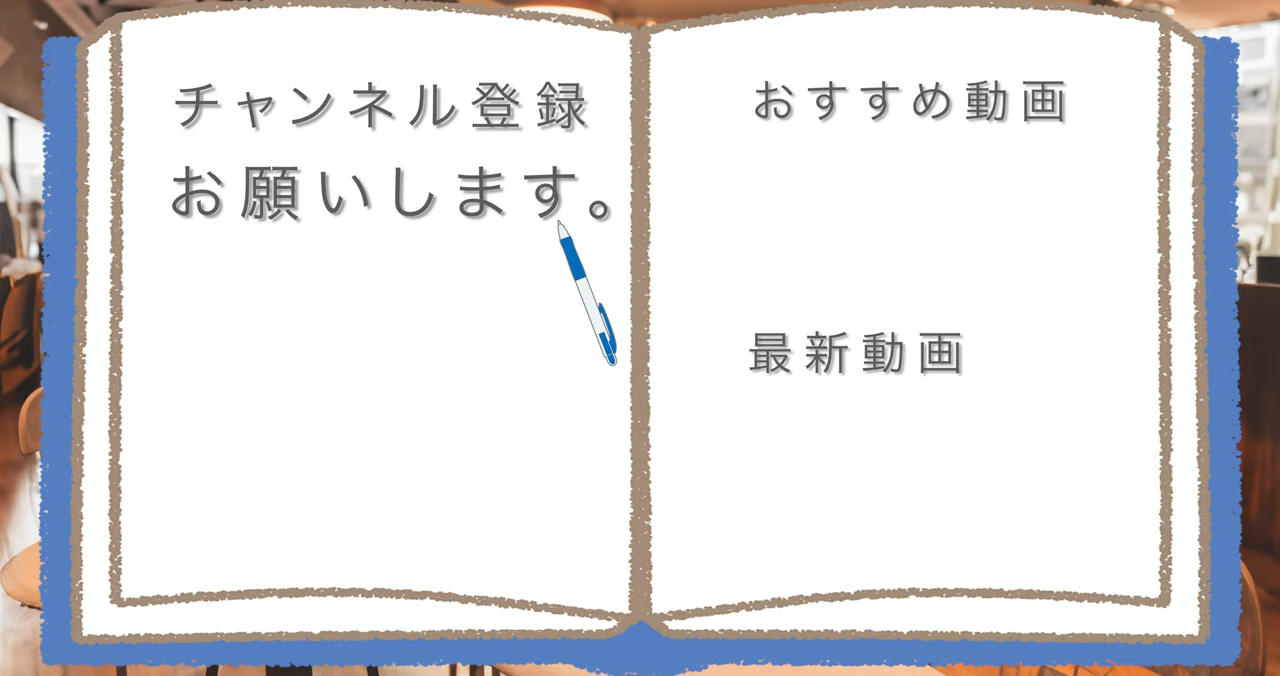 チャンネル登録
お願いします。
おすすめ動画
最新動画